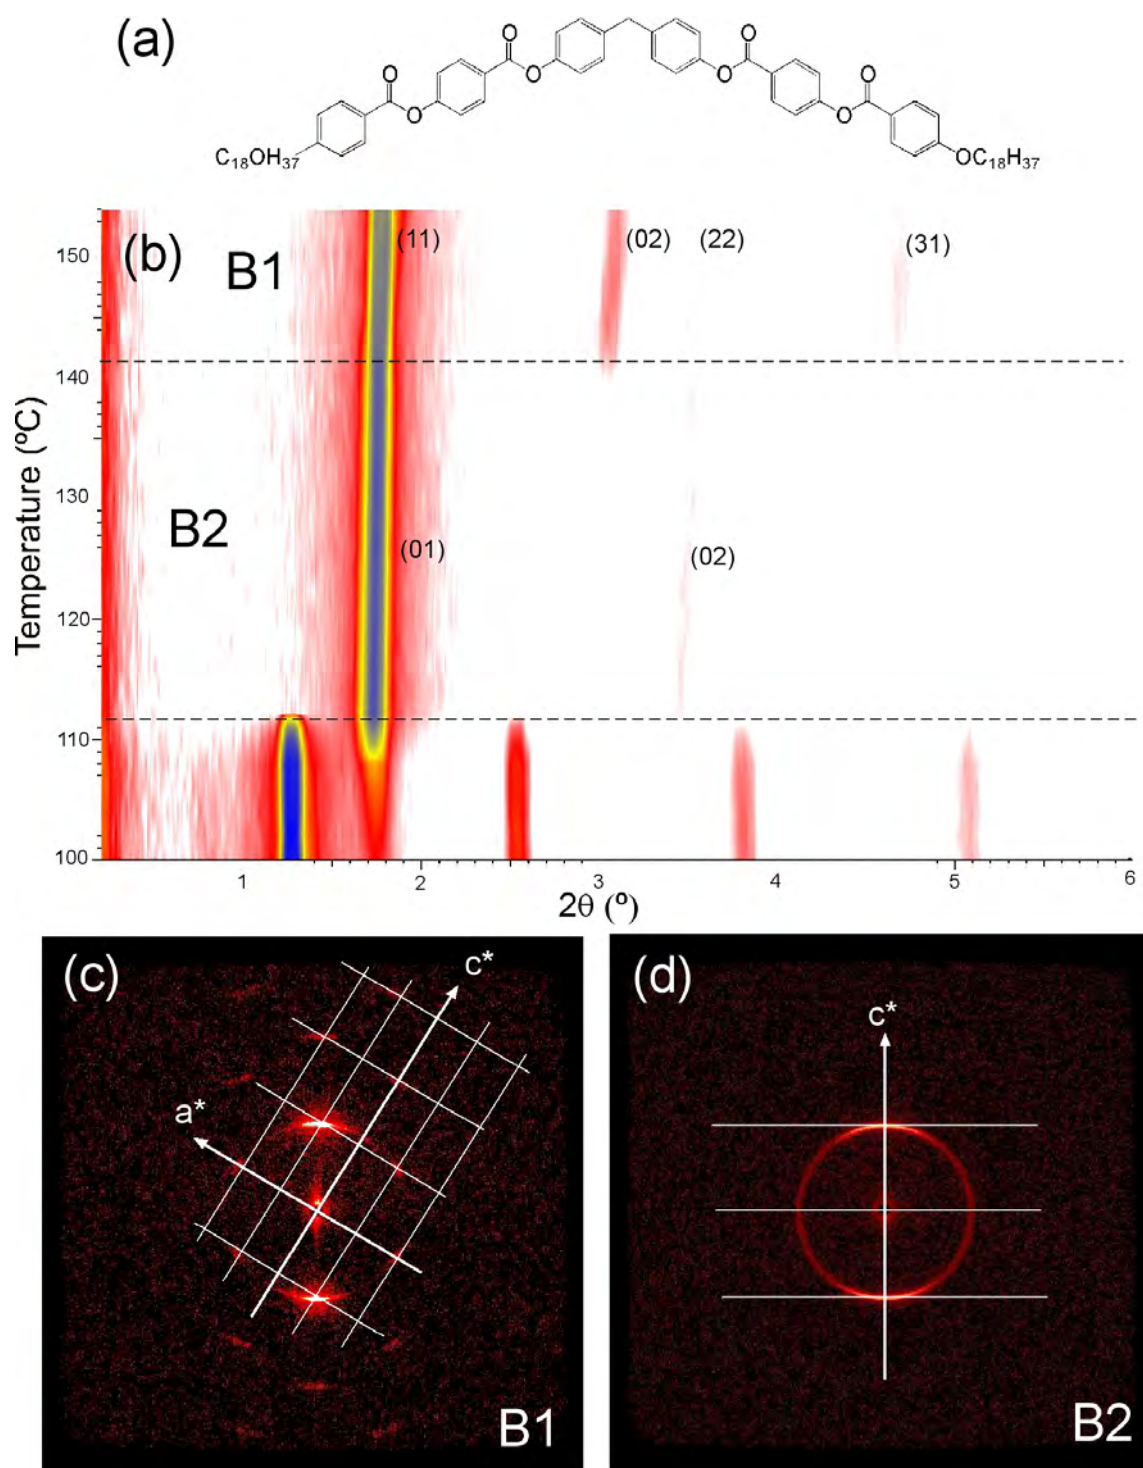 (a)
O
O
O
O
O
O
O
O
C18OH37
OC18H37
(b)
B1
(11)
(02)
(22)
(31)
B2
(01)
(02)
Temperature (ºC)
150
140
130
120
110
100
1
2
3
4
5
6
2θ (º)
(c)
c*
a*
B1
(d)
c*
B2